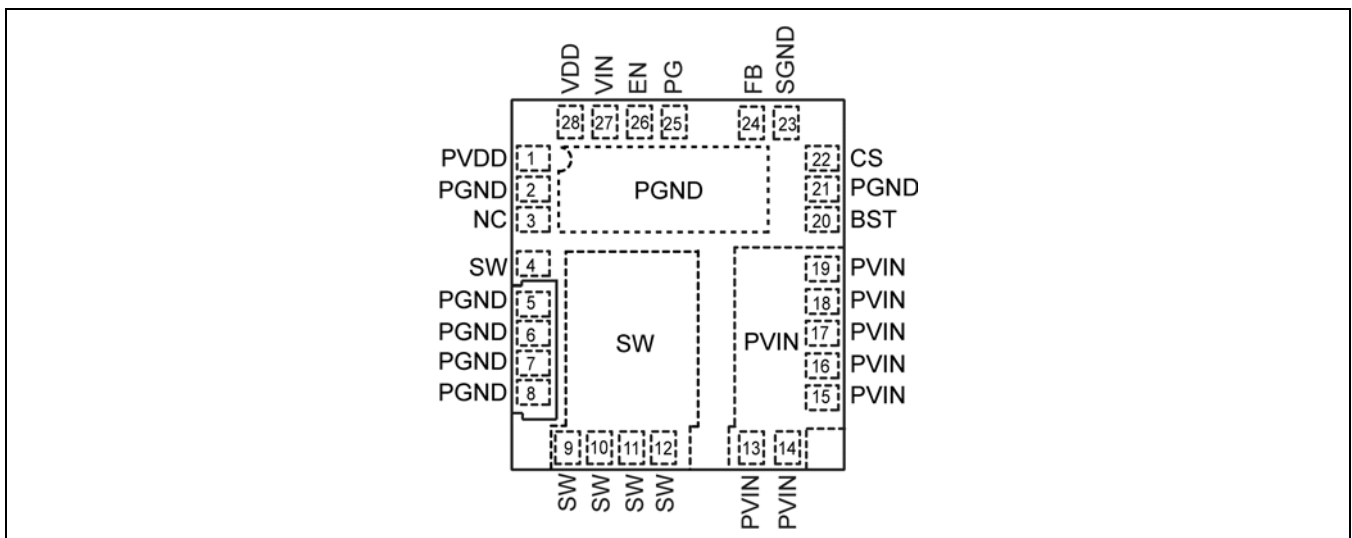 VDD VIN EN PG FB SGND
28 27 26 25 24 23
PVDD 1 22 CS
PGND 2 PGND 21 PGND
NC 3 20 BST
SW 4 19 PVIN
PGND 5 18 PVIN
PGND 6 SW PVIN 17 PVIN
PGND 7 16 PVIN
PGND 8 15 PVIN
9 10 11 12 13 14
SW SW SW SW PVIN PVIN